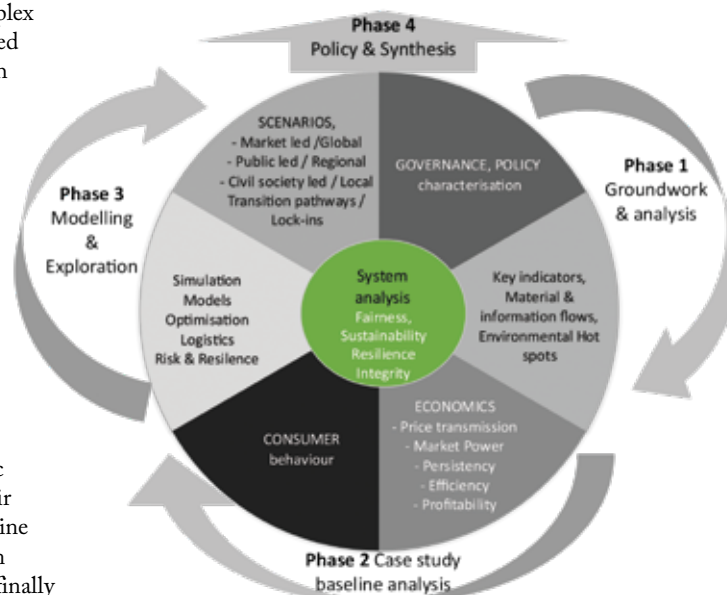 plex
ed
n
Phase 4
Policy & Synthesis
SCENARIOS,
- Market led /Global
- Public led / Regional
- Civil society led / Local
Transition pathways /
Lock-ins
GOVERNANCE, POLICY
characterisation
Phase 1
Groundwork
& analysis
Phase 3
Modelling
&
Exploration
Simulation
Models
Optimisation
Logistics
Risk & Resilence
System
analysis
Fairness,
Sustainability
Resilience
Integrity
Key indicators,
Material &
information flows,
Environmental Hot
spots
CONSUMER
behaviour
ECONOMICS
- Price transmission
- Market Power
- Persistency
- Efficiency
- Profitability
c
ir
ine
n
finally
Phase 2 Case study
baseline analysis